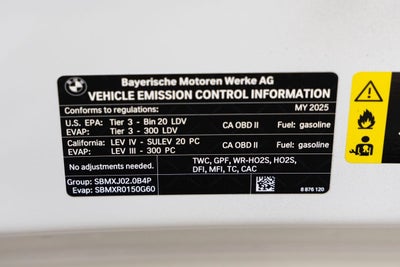 Bayerische Motoren Werke AG
VEHICLE EMISSION CONTROL INFORMATION
Conforms to regulations: MY 2025
U.S. EPA: Tier 3 - Bin 20 LDV CA OBD II Fuel: gasoline
EVAP: Tier 3 - 300 LDV
California: LEV IV - SULEV 20 PC CA OBD II Fuel: gasoline
EVAP: LEV III - 300 PC
No adjustments needed. TWC, GPF, WR-HO2S, HO2S,
DFI, MFI, TC, CAC
Group: SBMXJ02.0B4P
Evap: SBMXR0150G60 8 876 120